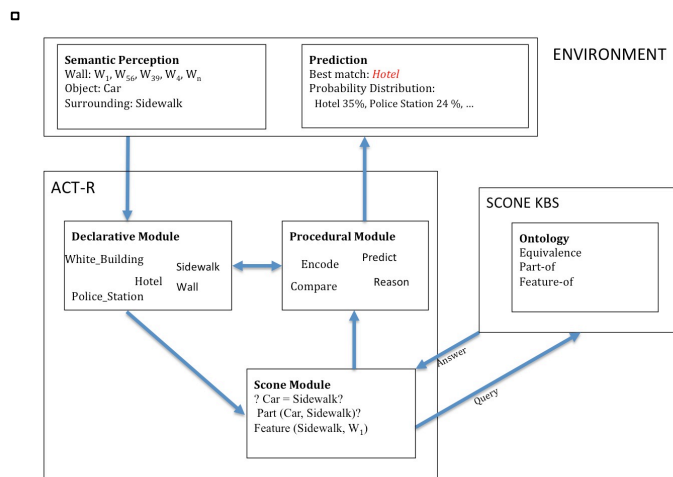 ENVIRONMENT
Semantic Perception
Wall: W₁, W₅₆, W₃₉, W₄, Wₙ
Object: Car
Surrounding: Sidewalk
Prediction
Best match: Hotel
Probability Distribution:
Hotel 35%, Police Station 24 %, ...
ACT-R
Declarative Module
White_Building
Sidewalk
Hotel
Wall
Police_Station
Procedural Module
Predict
Encode
Reason
Compare
SCONE KBS
Ontology
Equivalence
Part-of
Feature-of
Answer
Query
Scone Module
? Car = Sidewalk?
Part (Car, Sidewalk)?
Feature (Sidewalk, W₁)